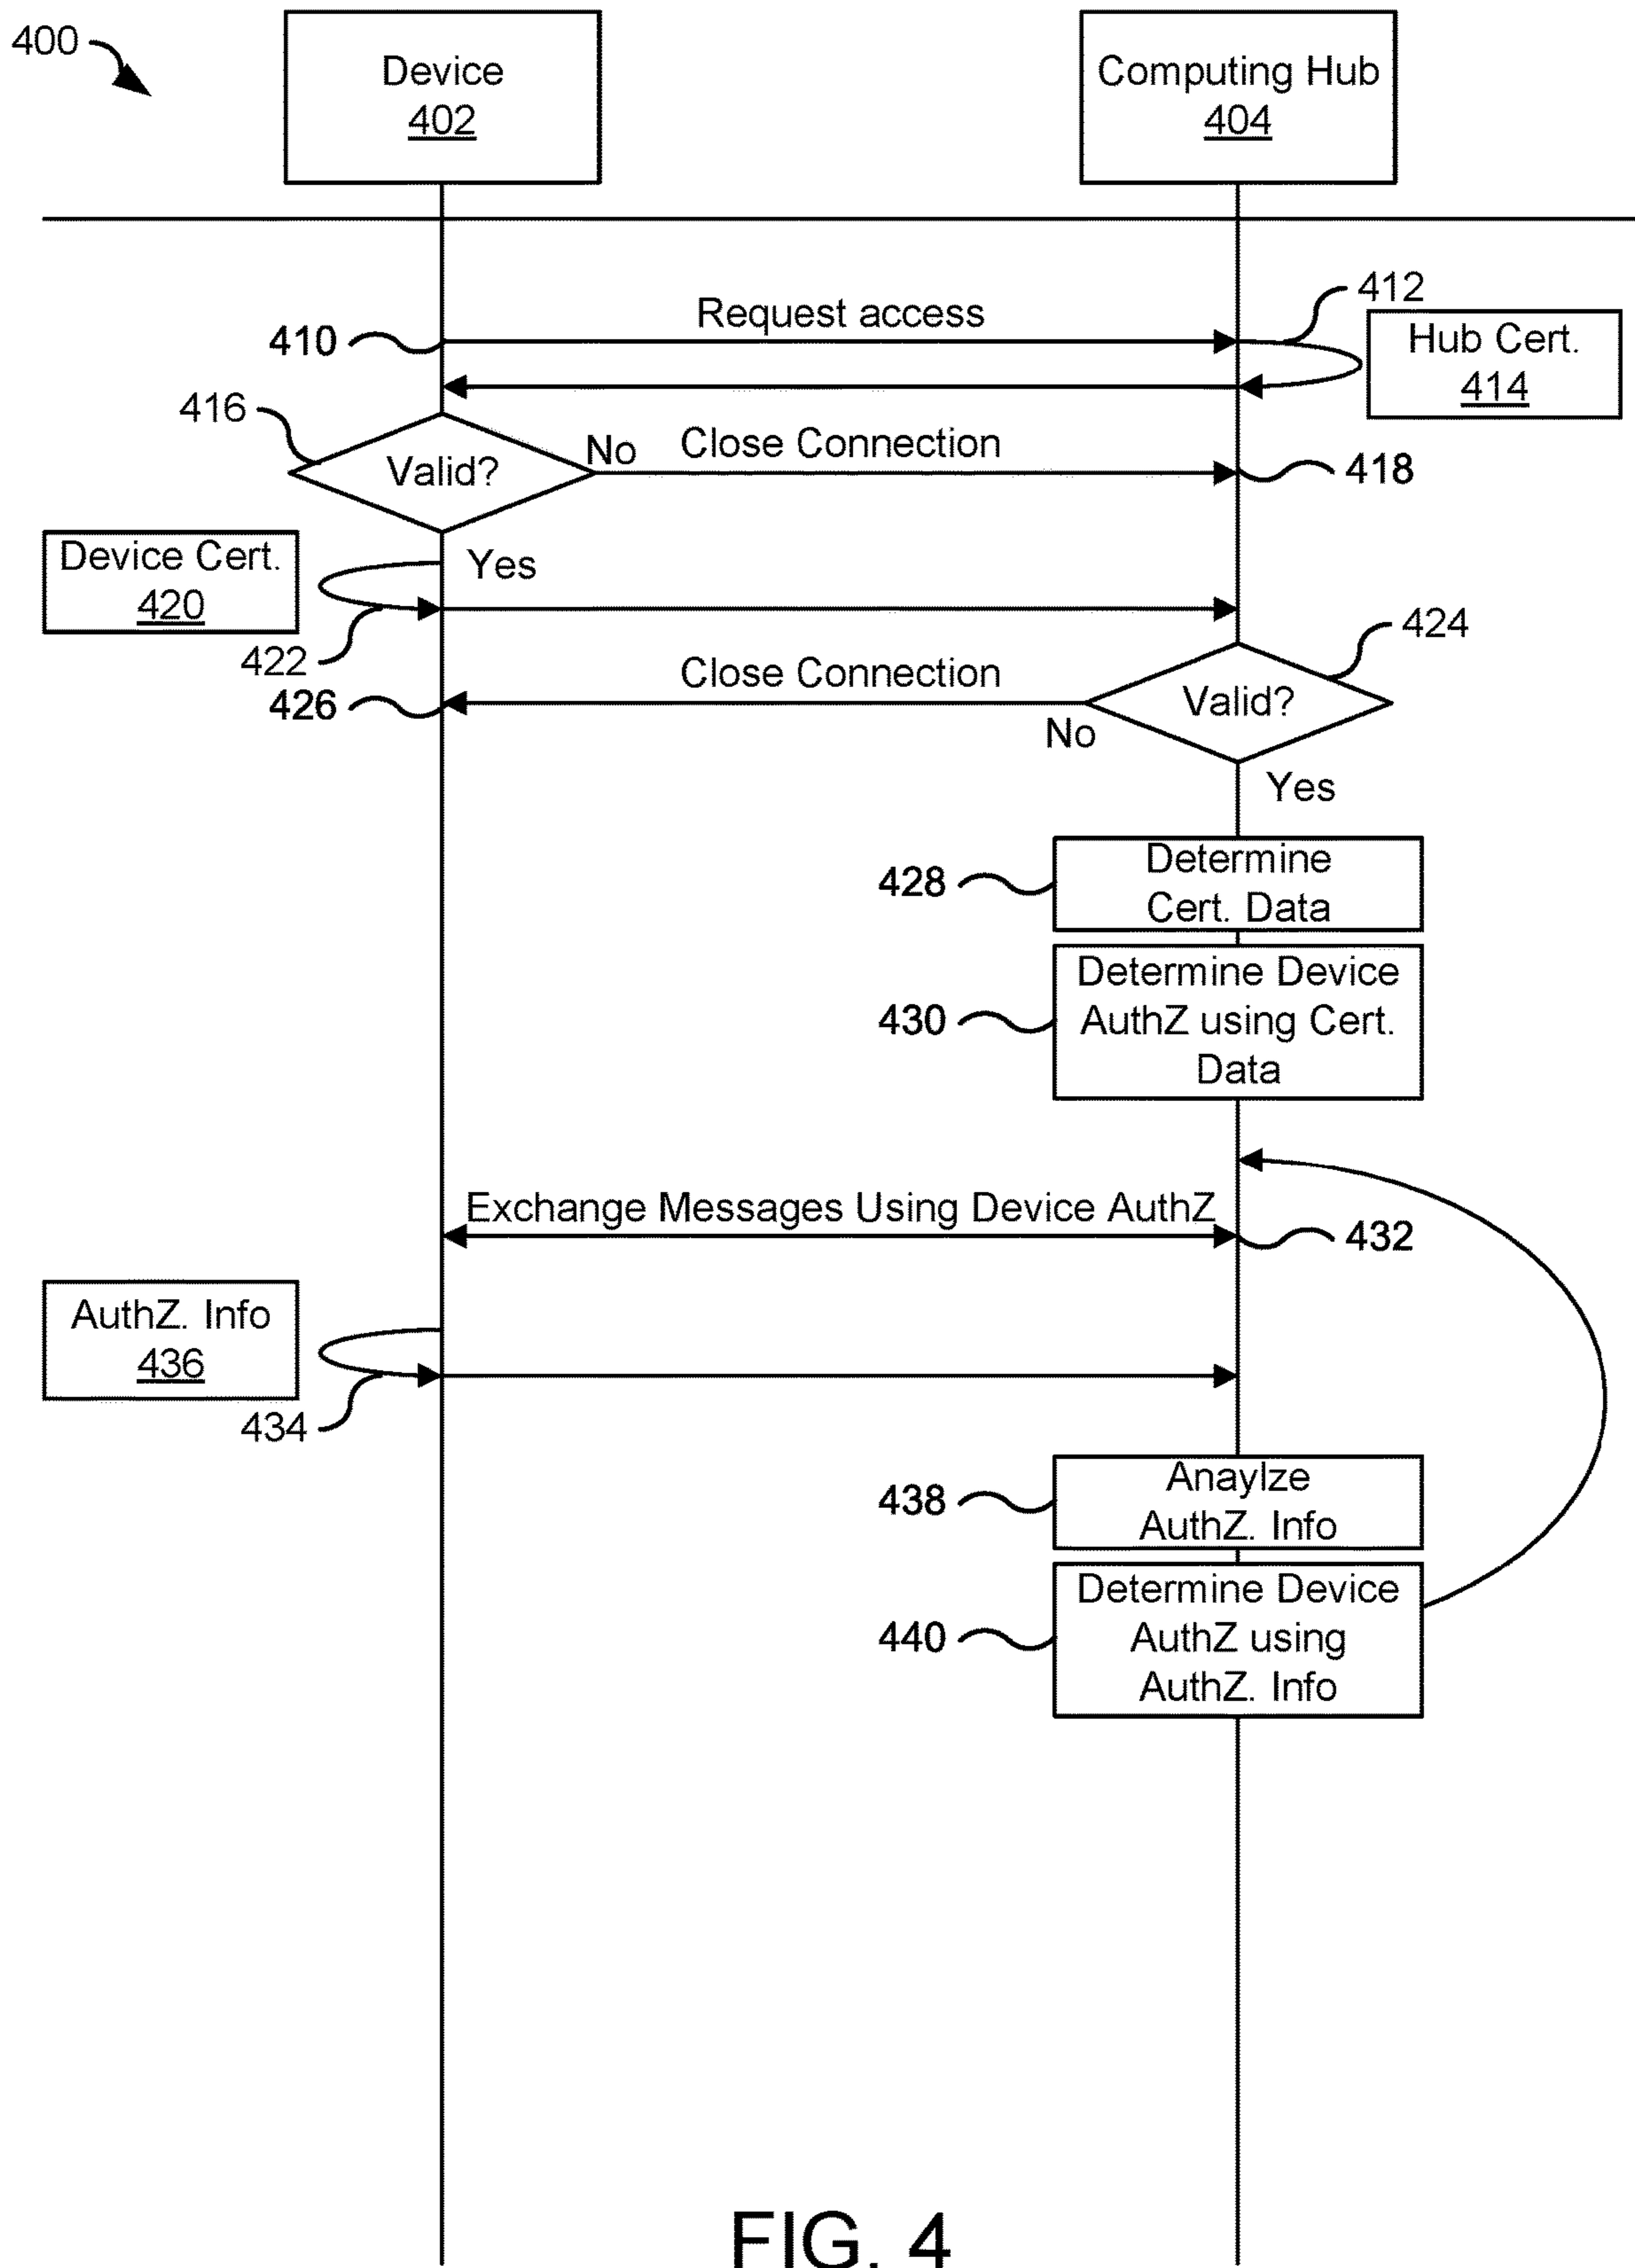 400
Device
402
Computing Hub
404
Request access
410
412
Hub Cert.
414
416
Valid?
No
Close Connection
418
Device Cert.
420
Yes
422
424
Close Connection
426
No
Valid?
Yes
428
Determine
Cert. Data
430
Determine Device
AuthZ using Cert.
Data
Exchange Messages Using Device AuthZ
432
AuthZ. Info
436
434
438
Anaylze
AuthZ. Info
440
Determine Device
AuthZ using
AuthZ. Info
FIG. 4